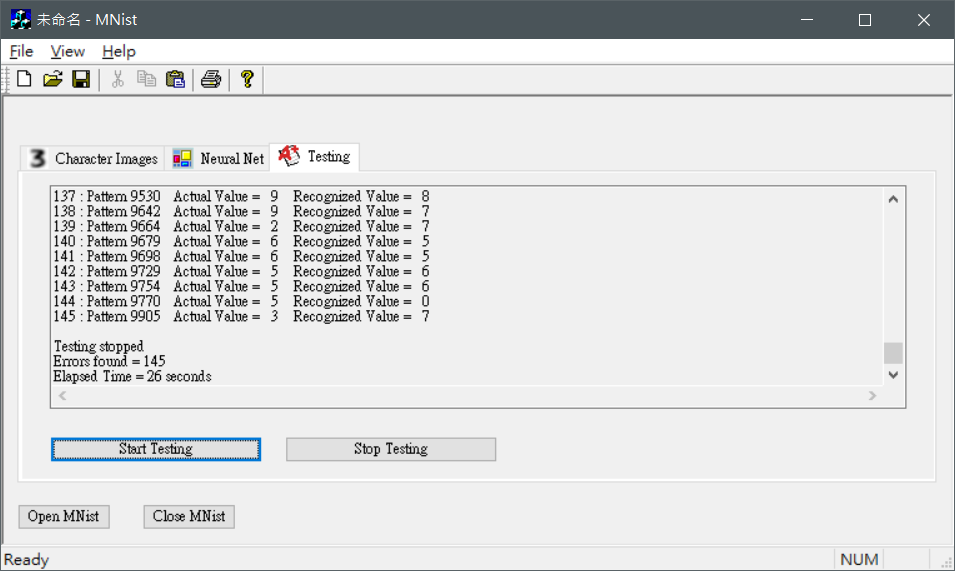 未命名 - MNist
File View Help
3 Character Images Neural Net Testing
137 : Pattern 9530 Actual Value = 9 Recognized Value = 8
138 : Pattern 9642 Actual Value = 9 Recognized Value = 7
139 : Pattern 9664 Actual Value = 2 Recognized Value = 7
140 : Pattern 9679 Actual Value = 6 Recognized Value = 5
141 : Pattern 9698 Actual Value = 6 Recognized Value = 5
142 : Pattern 9729 Actual Value = 5 Recognized Value = 6
143 : Pattern 9754 Actual Value = 5 Recognized Value = 6
144 : Pattern 9770 Actual Value = 5 Recognized Value = 0
145 : Pattern 9905 Actual Value = 3 Recognized Value = 7
Testing stopped
Errors found = 145
Elapsed Time = 26 seconds
Start Testing Stop Testing
Open MNist Close MNist
Ready NUM